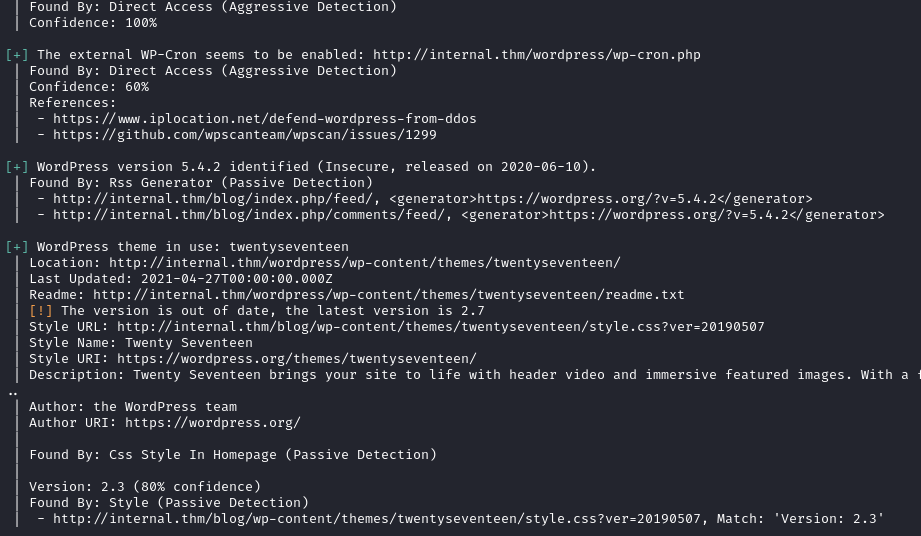 | Found By: Direct Access (Aggressive Detection)
| Confidence: 100%
[+] The external WP-Cron seems to be enabled: http://internal.thm/wordpress/wp-cron.php
| Found By: Direct Access (Aggressive Detection)
| Confidence: 60%
| References:
|  - https://www.iplocation.net/defend-wordpress-from-ddos
|  - https://github.com/wpscanteam/wpscan/issues/1299
[+] WordPress version 5.4.2 identified (Insecure, released on 2020-06-10).
| Found By: Rss Generator (Passive Detection)
|  - http://internal.thm/blog/index.php/feed/, <generator>https://wordpress.org/?v=5.4.2</generator>
|  - http://internal.thm/blog/index.php/comments/feed/, <generator>https://wordpress.org/?v=5.4.2</generator>
[+] WordPress theme in use: twentyseventeen
| Location: http://internal.thm/wordpress/wp-content/themes/twentyseventeen/
| Last Updated: 2021-04-27T00:00:00.000Z
| Readme: http://internal.thm/wordpress/wp-content/themes/twentyseventeen/readme.txt
| [!] The version is out of date, the latest version is 2.7
| Style URL: http://internal.thm/blog/wp-content/themes/twentyseventeen/style.css?ver=20190507
| Style Name: Twenty Seventeen
| Style URI: https://wordpress.org/themes/twentyseventeen/
| Description: Twenty Seventeen brings your site to life with header video and immersive featured images. With a
..
| Author: the WordPress team
| Author URI: https://wordpress.org/
|
| Found By: Css Style In Homepage (Passive Detection)
|
| Version: 2.3 (80% confidence)
| Found By: Style (Passive Detection)
|  - http://internal.thm/blog/wp-content/themes/twentyseventeen/style.css?ver=20190507, Match: 'Version: 2.3'